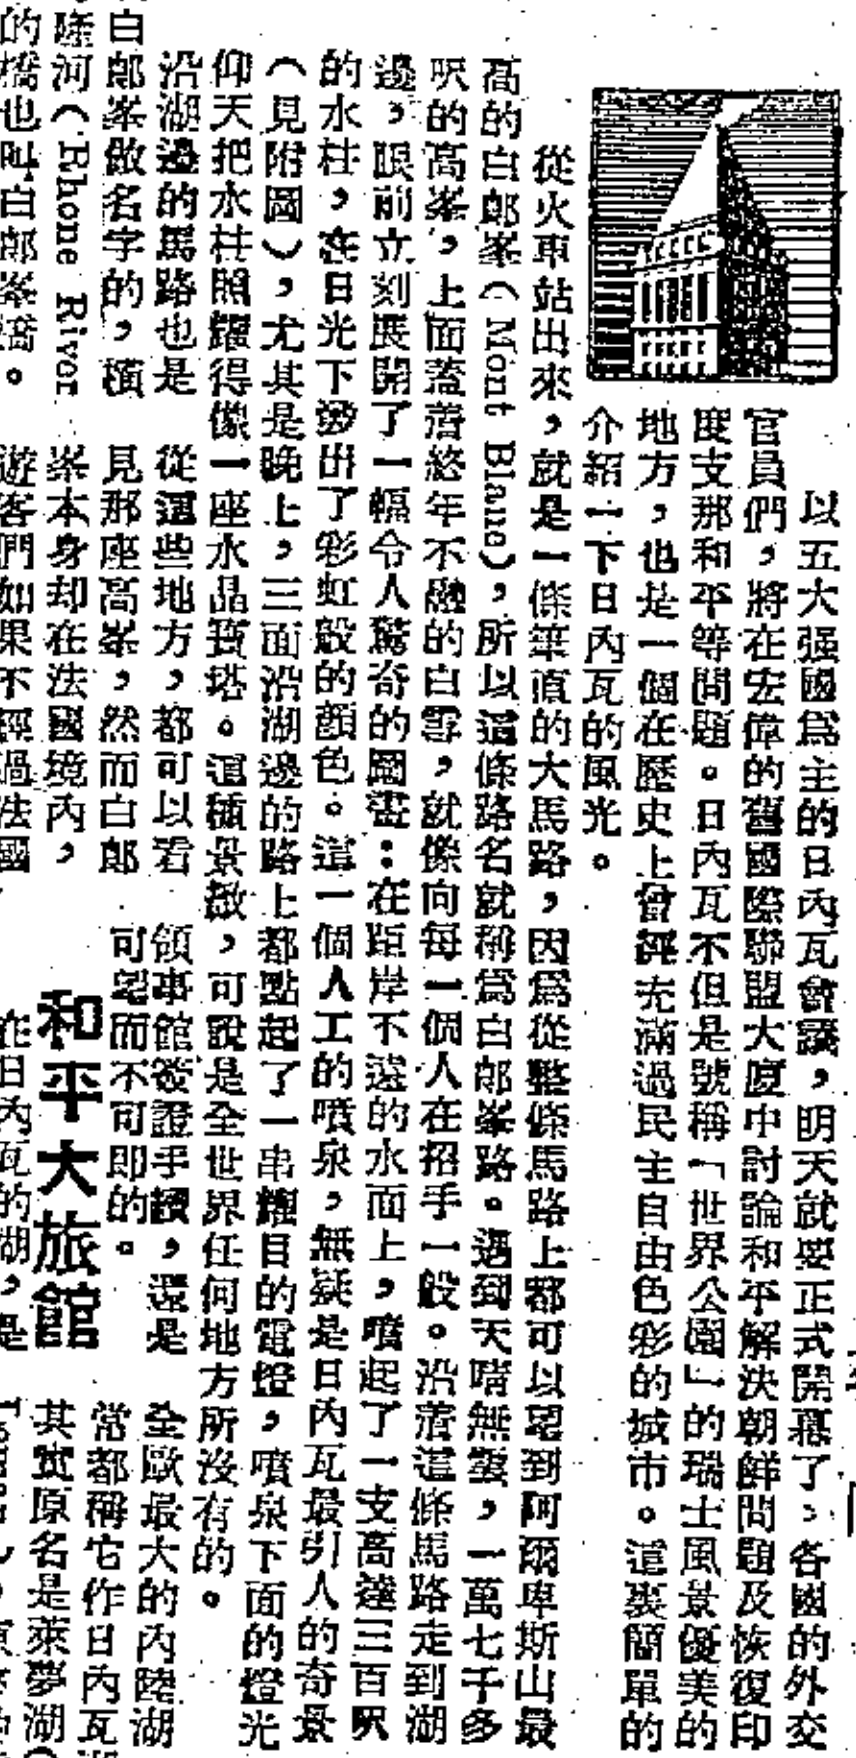 以五大强國爲主的日內瓦會議，明天就要正式開幕了，各國的外交
官員們，將在宏偉的舊國際聯盟大厦中討論和平解決朝鮮問題及恢復印
度支那和平等問題。日內瓦不但是號稱「世界公園」的瑞士風景優美的
地方，也是一個在歷史上曾經充滿過民主自由色彩的城市。這裏簡單的
介紹一下日內瓦的風光。
從火車站出來，就是一條筆直的大馬路，因爲從整條馬路上都可以望到阿爾卑斯山最
高的白郎峯（Mont Blanc），所以這條路名就稱爲白郎峯路。遇到天晴無雲，一萬七千多
呎的高峯，上面蓋着終年不融的白雪，就像向每一個人在招手一般。沿着這條馬路走到湖
邊，眼前立刻展開了一幅令人驚奇的圖畫：在距岸不遠的水面上，噴起了一支高達三百呎
的水柱，在日光下發出了彩虹般的顏色。這一個人工的噴泉，無疑是日內瓦最引人的奇景
（見附圖），尤其是晚上，三面沿湖邊的路上都點起了一串耀目的電燈，噴泉下面的燈光
仰天把水柱照耀得像一座水晶寶塔。這種景緻，可說是全世界任何地方所沒有的。
沿湖邊的馬路也是
白郎峯做名字的，橫
隆河（Rhone River
的橋也叫白郎峯橋。
從這些地方，都可以看
見那座高峯，然而白郎
峯本身却在法國境內，
遊客們如果不經過法國
領事館簽證手續，還是
可望而不可即的。
和平大旅館
在日內瓦的湖，是
全歐最大的內陸湖
常都稱它作日內瓦湖
其實原名是萊夢湖（